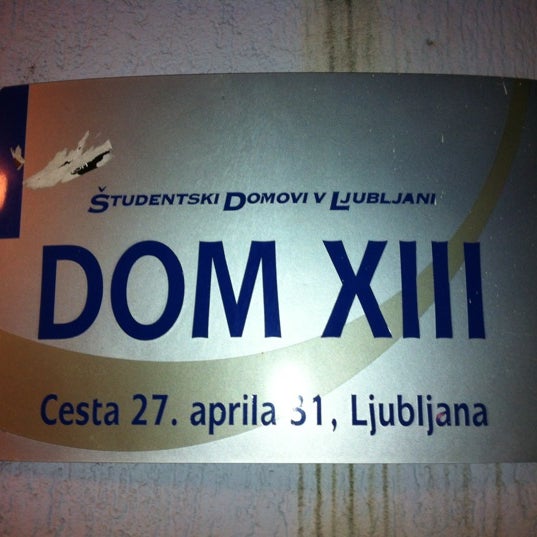 Študentski Domovi v Ljubljani
DOM XIII
Cesta 27. aprila 31, Ljubljana